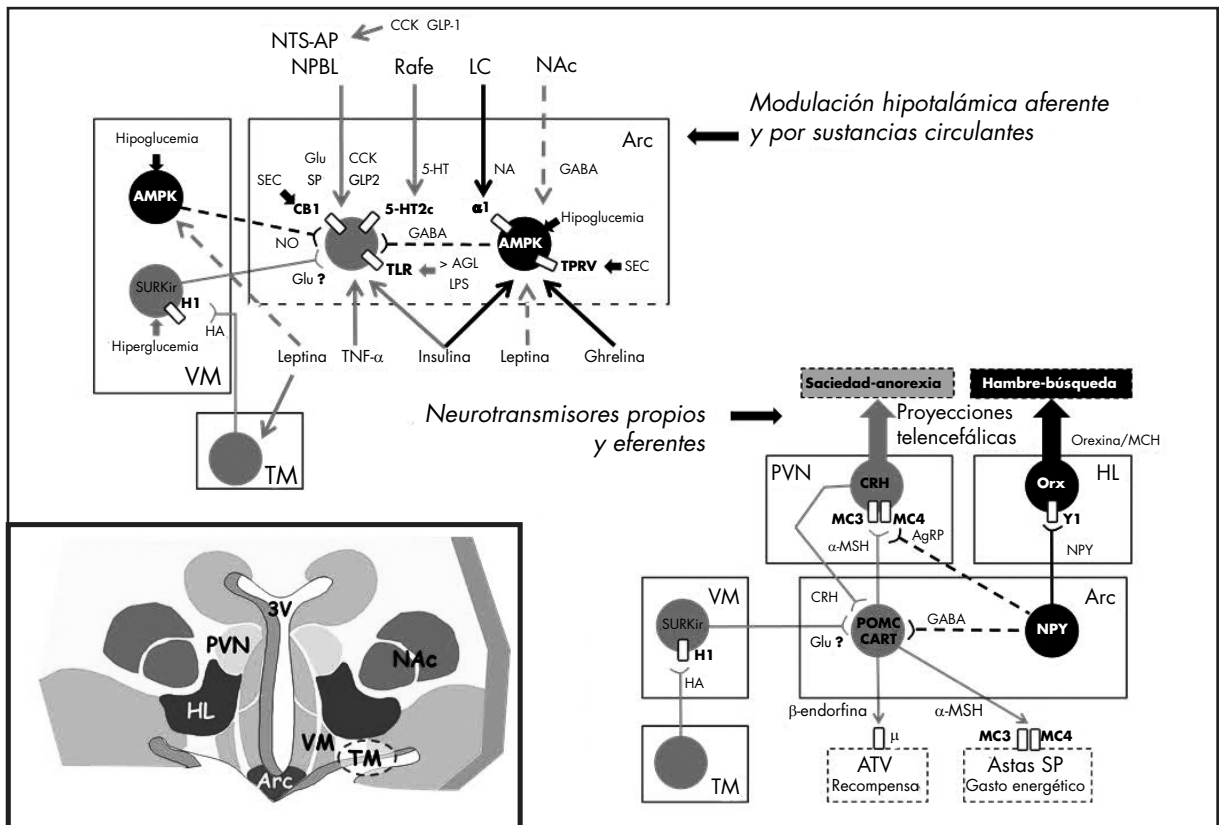 CCK GLP-1
NTS-AP
NPBL
Rafe
LC
NAc
Modulación hipotalámica aferente
y por sustancias circulantes
Hipoglucemia
AMPK
SURKir
H1
HA
Hiperglucemia
VM
TM
Arc
Glu
SP
CCK
GLP2
5-HT
NA
GABA
SEC
CB1
5-HT2c
α1
Hipoglucemia
AMPK
NO
GABA
Glu ?
TLR
> AGL
LPS
TPRV
SEC
Leptina
TNF-α
Insulina
Leptina
Ghrelina
Neurotransmisores propios
y eferentes
Saciedad-anorexia
Hambre-búsqueda
Proyecciones
telencefálicas
Orexina/MCH
PVN
CRH
MC3
MC4
α-MSH
AgRP
Orx
HL
Y1
NPY
VM
SURKir
H1
HA
TM
CRH
Glu ?
POMC
CART
GABA
NPY
Arc
β-endorfina
α-MSH
μ
ATV
Recompensa
MC3
MC4
Astas SP
Gasto energético
3V
PVN
NAc
HL
VM
TM
Arc